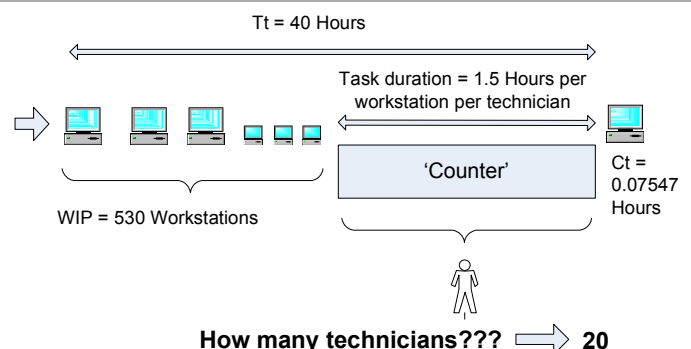 Tt = 40 Hours
Task duration = 1.5 Hours per
workstation per technician
'Counter'
Ct =
0.07547
Hours
WIP = 530 Workstations
How many technicians??? 20